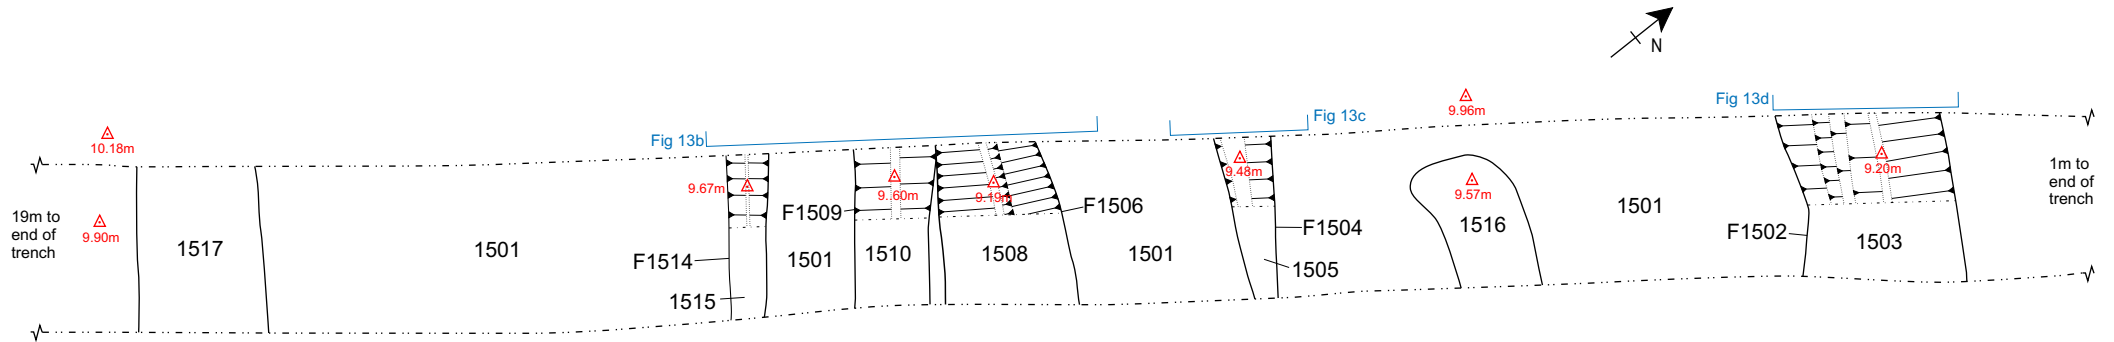 N
Fig 13b
Fig 13c
Fig 13d
10.18m
9.96m
19m to
end of
trench
9.90m
1517
1501
9.67m
F1514
1515
F1509
1501
9.60m
1510
9.19m
1508
F1506
1501
9.48m
F1504
1505
9.57m
1516
1501
F1502
9.20m
1503
1m to
end of
trench